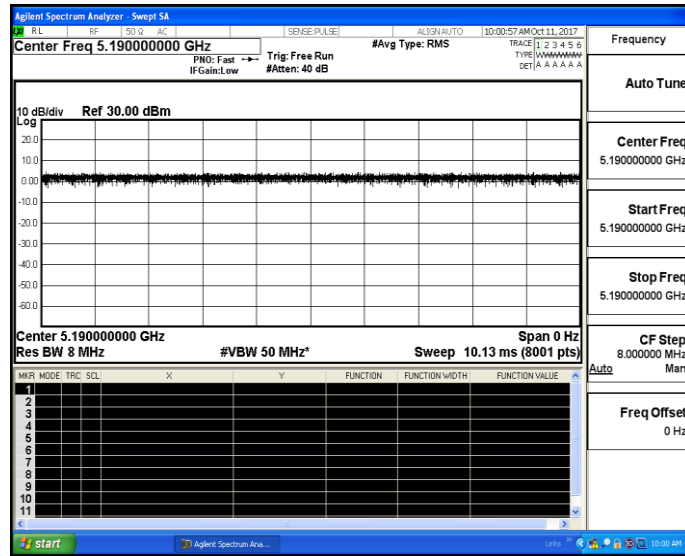 Agilent Spectrum Analyzer - Swept SA
RL RF 50 Ω AC SENSE:PULSE ALIGN AUTO 10:00:57 AM Oct 11, 2017
Center Freq 5.190000000 GHz
PNO: Fast
IFGain:Low
Trig: Free Run
#Atten: 40 dB
#Avg Type: RMS
TRACE 1 2 3 4 5 6
TYPE WWWWWW
DET A A A A A A
10 dB/div Ref 30.00 dBm
Log
20.0
10.0
0.00
-10.0
-20.0
-30.0
-40.0
-50.0
-60.0
Center 5.190000000 GHz Span 0 Hz
Res BW 8 MHz #VBW 50 MHz* Sweep 10.13 ms (8001 pts)
MKR MODE TRC SCL X Y FUNCTION FUNCTION WIDTH FUNCTION VALUE
1
2
3
4
5
6
7
8
9
10
11
Frequency
Auto Tune
Center Freq
5.190000000 GHz
Start Freq
5.190000000 GHz
Stop Freq
5.190000000 GHz
CF Step
8.000000 MHz
Auto Man
Freq Offset
0 Hz
start Agilent Spectrum Ana... Links » 10:00 AM